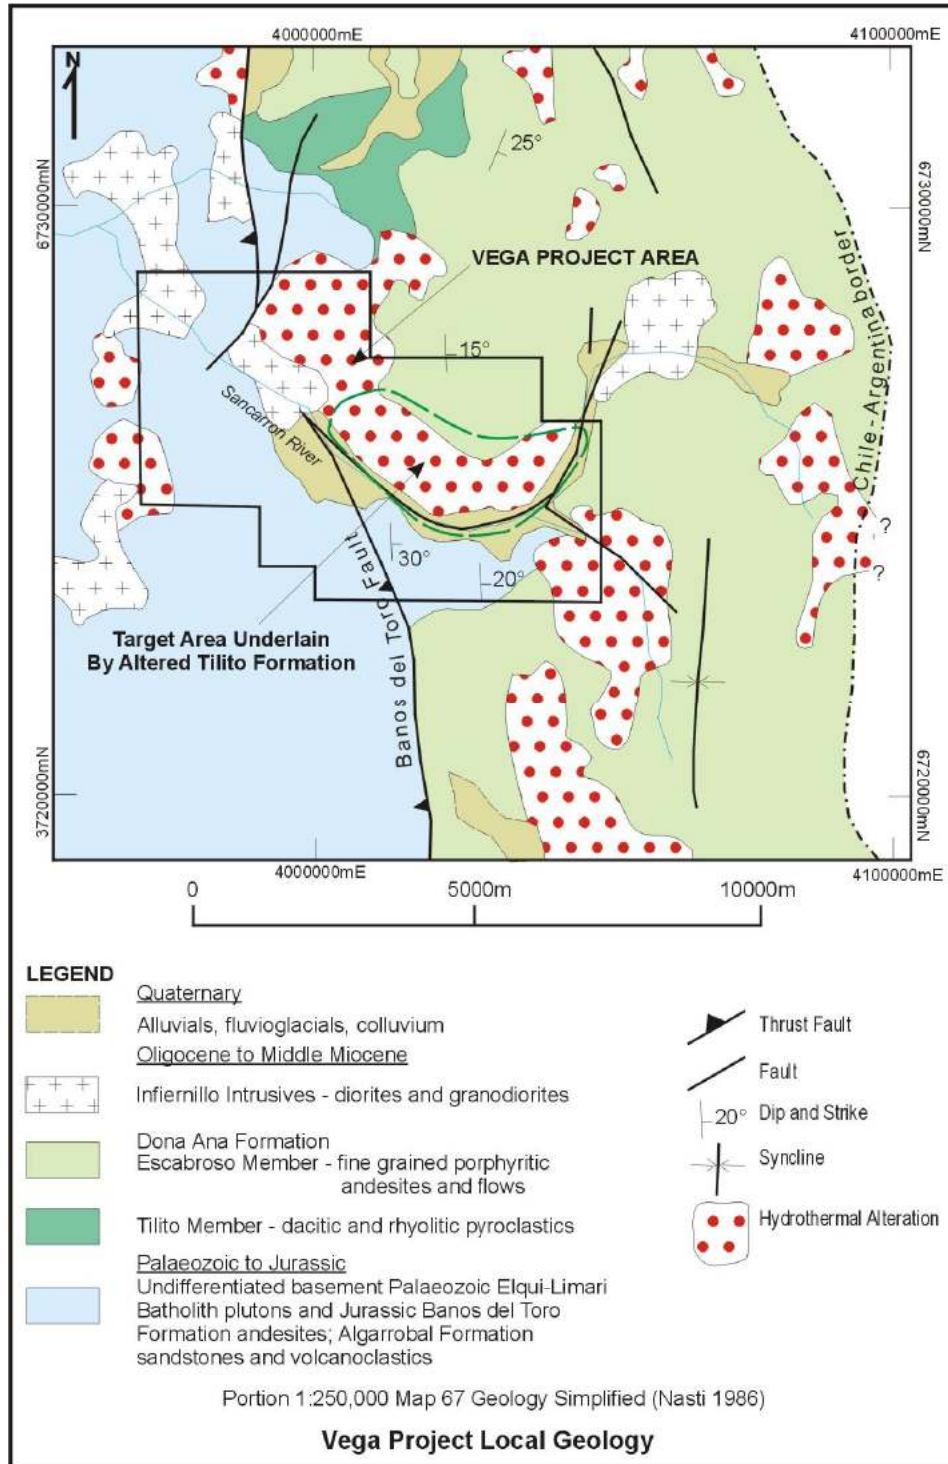 4000000mE
4100000mE
N
25°
6730000mN
6730000mN
VEGA PROJECT AREA
Chile-Argentina border
15°
Sancarron River
?
30°
?
20°
Banos del Toro Fault
Target Area Underlain
By Altered Tilito Formation
3720000mN
6720000mN
4000000mE
4100000mE
0
5000m
10000m
LEGEND
Quaternary
Alluvials, fluvioglacials, colluvium
Oligocene to Middle Miocene
Infiernillo Intrusives - diorites and granodiorites
Dona Ana Formation
Escabroso Member - fine grained porphyritic
andesites and flows
Tilito Member - dacitic and rhyolitic pyroclastics
Palaeozoic to Jurassic
Undifferentiated basement Palaeozoic Elqui-Limari
Batholith plutons and Jurassic Banos del Toro
Formation andesites; Algarrobal Formation
sandstones and volcanoclastics
Thrust Fault
Fault
20° Dip and Strike
Syncline
Hydrothermal Alteration
Portion 1:250,000 Map 67 Geology Simplified (Nasti 1986)
Vega Project Local Geology